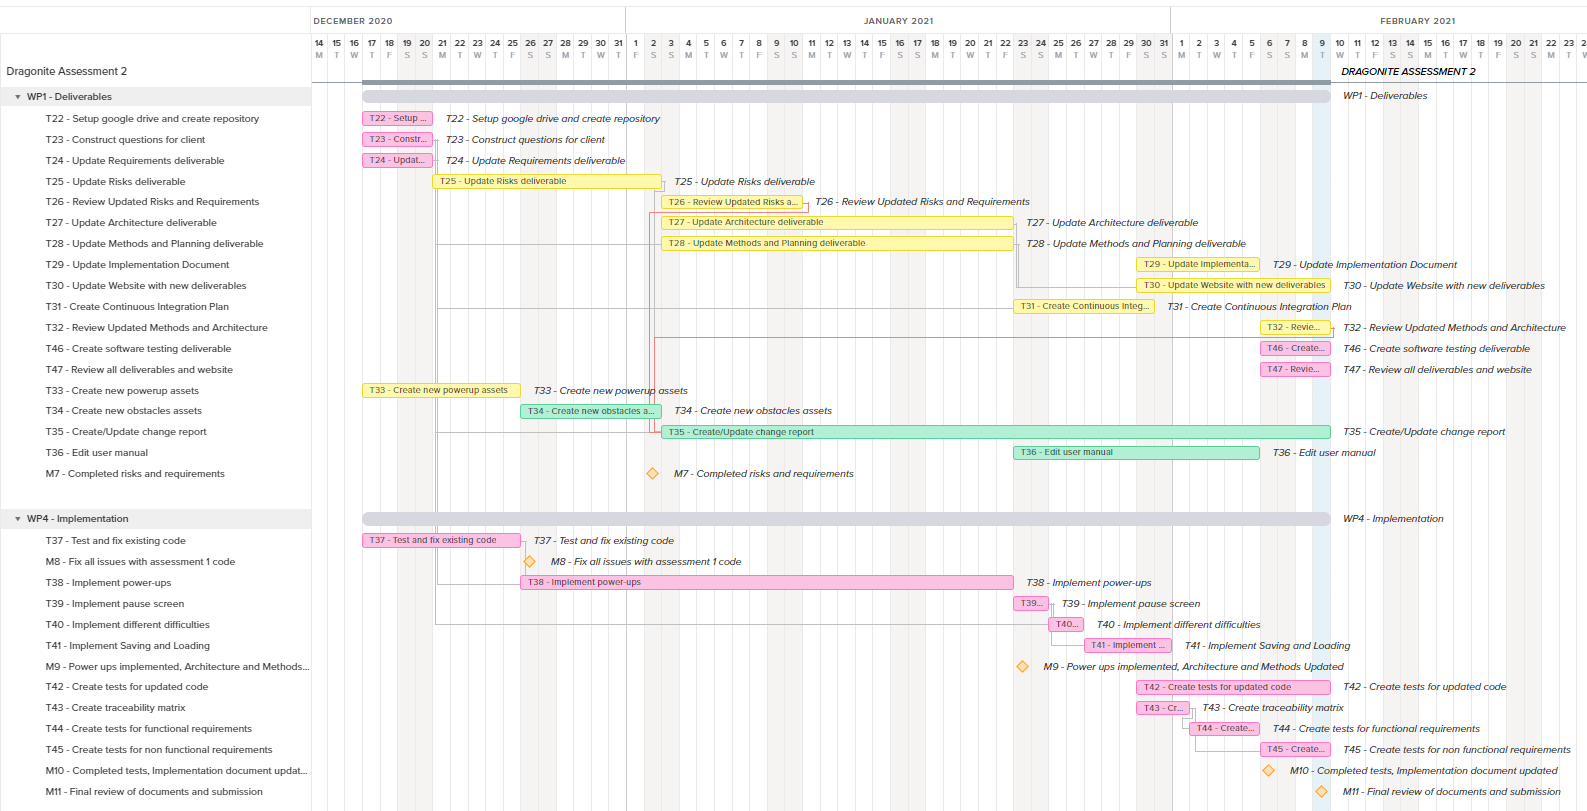 DECEMBER 2020 JANUARY 2021 FEBRUARY 2021
14 15 16 17 18 19 20 21 22 23 24 25 26 27 28 29 30 31 1 2 3 4 5 6 7 8 9 10 11 12 13 14 15 16 17 18 19 20 21 22 23 24 25 26 27 28 29 30 31 1 2 3 4 5 6 7 8 9 10 11 12 13 14 15 16 17 18 19 20 21 22 23
M T W T F S S M T W T F S S M T W T F S S M T W T F S S M T W T F S S M T W T F S S M T W T F S S M T W T F S S M T W T F S S M T W T F S S M T
Dragonite Assessment 2 DRAGONITE ASSESSMENT 2
WP1 - Deliverables WP1 - Deliverables
T22 - Setup google drive and create repository T22 - Setup ... T22 - Setup google drive and create repository
T23 - Construct questions for client T23 - Constr... T23 - Construct questions for client
T24 - Update Requirements deliverable T24 - Updat... T24 - Update Requirements deliverable
T25 - Update Risks deliverable T25 - Update Risks deliverable T25 - Update Risks deliverable
T26 - Review Updated Risks and Requirements T26 - Review Updated Risks a... T26 - Review Updated Risks and Requirements
T27 - Update Architecture deliverable T27 - Update Architecture deliverable T27 - Update Architecture deliverable
T28 - Update Methods and Planning deliverable T28 - Update Methods and Planning deliverable T28 - Update Methods and Planning deliverable
T29 - Update Implementation Document T29 - Update Implementa... T29 - Update Implementation Document
T30 - Update Website with new deliverables T30 - Update Website with new deliverables T30 - Update Website with new deliverables
T31 - Create Continuous Integration Plan T31 - Create Continuous Integ... T31 - Create Continuous Integration Plan
T32 - Review Updated Methods and Architecture T32 - Revie... T32 - Review Updated Methods and Architecture
T46 - Create software testing deliverable T46 - Create... T46 - Create software testing deliverable
T47 - Review all deliverables and website T47 - Revie... T47 - Review all deliverables and website
T33 - Create new powerup assets T33 - Create new powerup assets T33 - Create new powerup assets
T34 - Create new obstacles assets T34 - Create new obstacles a... T34 - Create new obstacles assets
T35 - Create/Update change report T35 - Create/Update change report T35 - Create/Update change report
T36 - Edit user manual T36 - Edit user manual T36 - Edit user manual
M7 - Completed risks and requirements M7 - Completed risks and requirements
WP4 - Implementation WP4 - Implementation
T37 - Test and fix existing code T37 - Test and fix existing code T37 - Test and fix existing code
M8 - Fix all issues with assessment 1 code M8 - Fix all issues with assessment 1 code
T38 - Implement power-ups T38 - Implement power-ups T38 - Implement power-ups
T39 - Implement pause screen T39... T39 - Implement pause screen
T40 - Implement different difficulties T40... T40 - Implement different difficulties
T41 - Implement Saving and Loading T41 - Implement ... T41 - Implement Saving and Loading
M9 - Power ups implemented, Architecture and Methods... M9 - Power ups implemented, Architecture and Methods Updated
T42 - Create tests for updated code T42 - Create tests for updated code T42 - Create tests for updated code
T43 - Create traceability matrix T43 - Cr... T43 - Create traceability matrix
T44 - Create tests for functional requirements T44 - Create... T44 - Create tests for functional requirements
T45 - Create tests for non functional requirements T45 - Create... T45 - Create tests for non functional requirements
M10 - Completed tests, Implementation document updat... M10 - Completed tests, Implementation document updated
M11 - Final review of documents and submission M11 - Final review of documents and submission